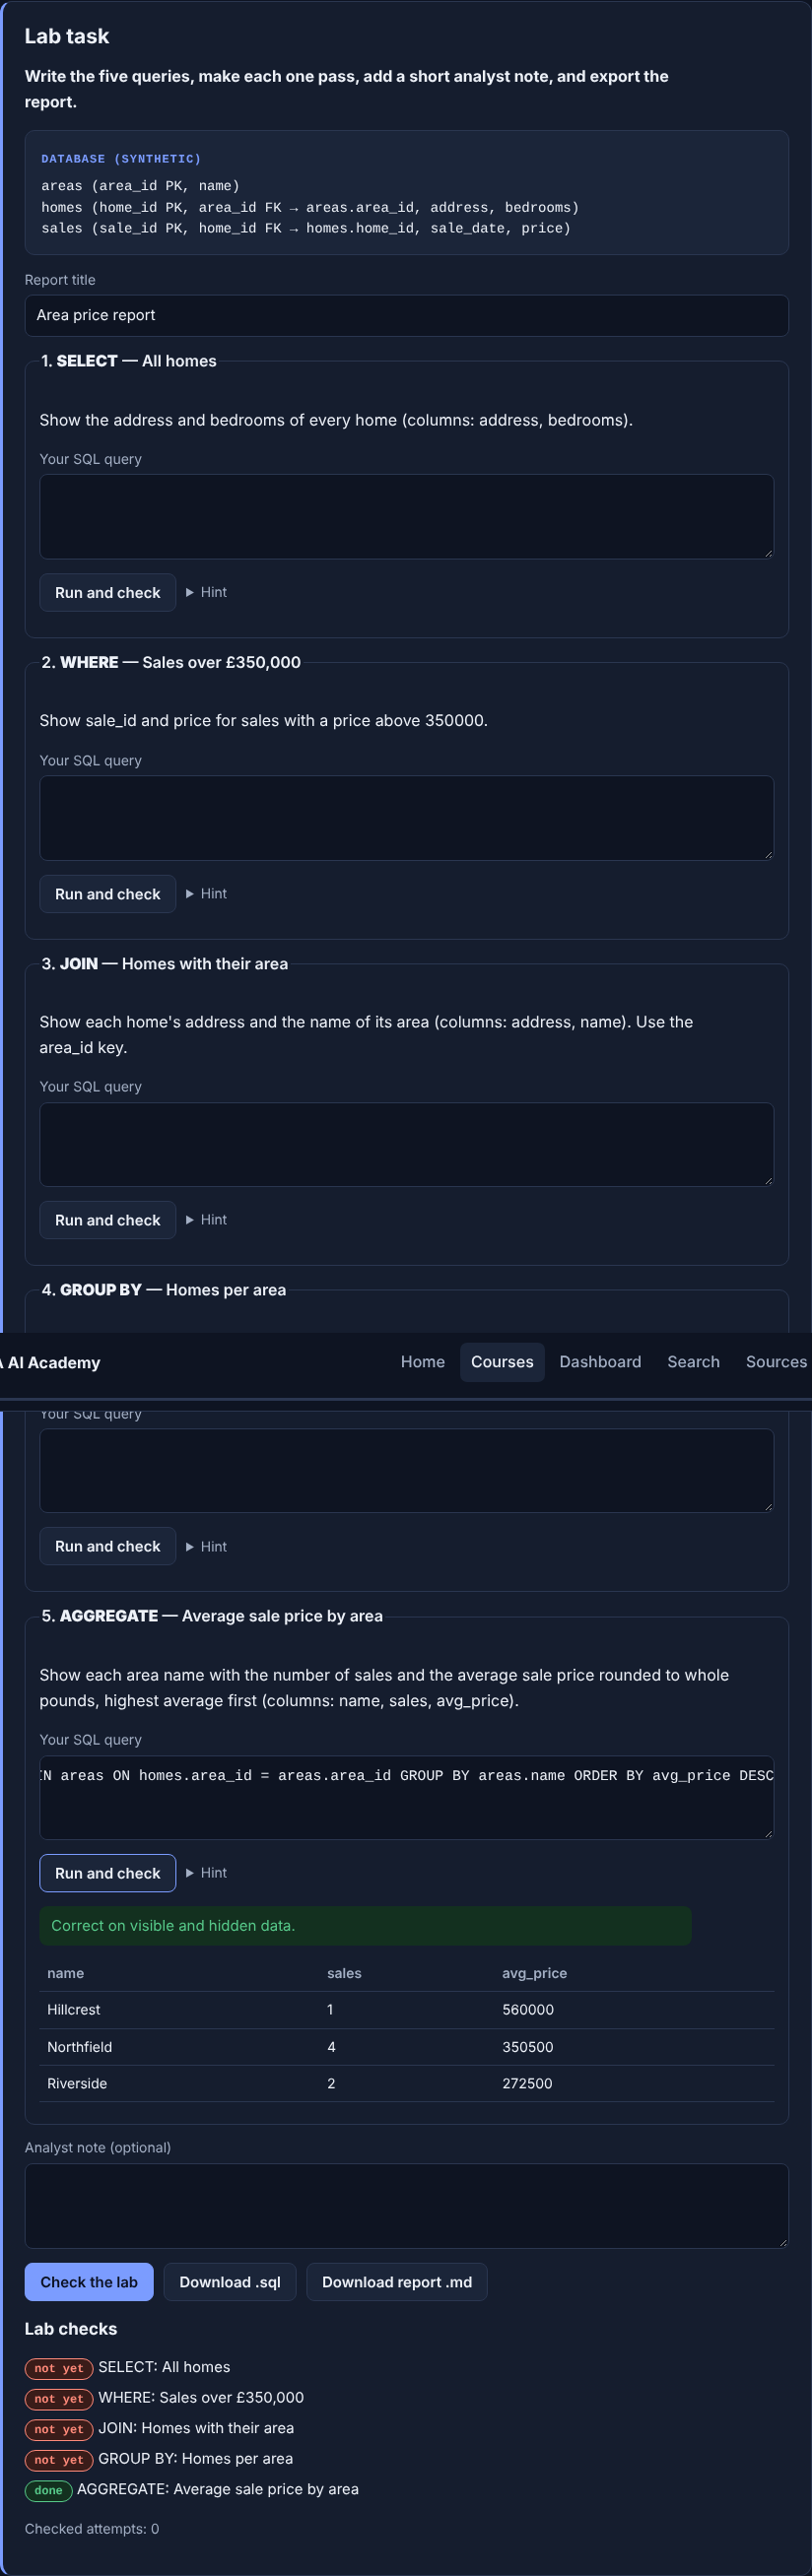 Lab task
Write the five queries, make each one pass, add a short analyst note, and export the
report.
DATABASE (SYNTHETIC)
areas (area_id PK, name)
homes (home_id PK, area_id FK → areas.area_id, address, bedrooms)
sales (sale_id PK, home_id FK → homes.home_id, sale_date, price)
Report title
Area price report
1. SELECT — All homes
Show the address and bedrooms of every home (columns: address, bedrooms).
Your SQL query
Run and check ▶ Hint
2. WHERE — Sales over £350,000
Show sale_id and price for sales with a price above 350000.
Your SQL query
Run and check ▶ Hint
3. JOIN — Homes with their area
Show each home's address and the name of its area (columns: address, name). Use the
area_id key.
Your SQL query
Run and check ▶ Hint
4. GROUP BY — Homes per area
AI Academy Home Courses Dashboard Search Sources
Your SQL query
Run and check ▶ Hint
5. AGGREGATE — Average sale price by area
Show each area name with the number of sales and the average sale price rounded to whole
pounds, highest average first (columns: name, sales, avg_price).
Your SQL query
IN areas ON homes.area_id = areas.area_id GROUP BY areas.name ORDER BY avg_price DESC
Run and check ▶ Hint
Correct on visible and hidden data.
name sales avg_price
Hillcrest 1 560000
Northfield 4 350500
Riverside 2 272500
Analyst note (optional)
Check the lab Download .sql Download report .md
Lab checks
not yet SELECT: All homes
not yet WHERE: Sales over £350,000
not yet JOIN: Homes with their area
not yet GROUP BY: Homes per area
done AGGREGATE: Average sale price by area
Checked attempts: 0